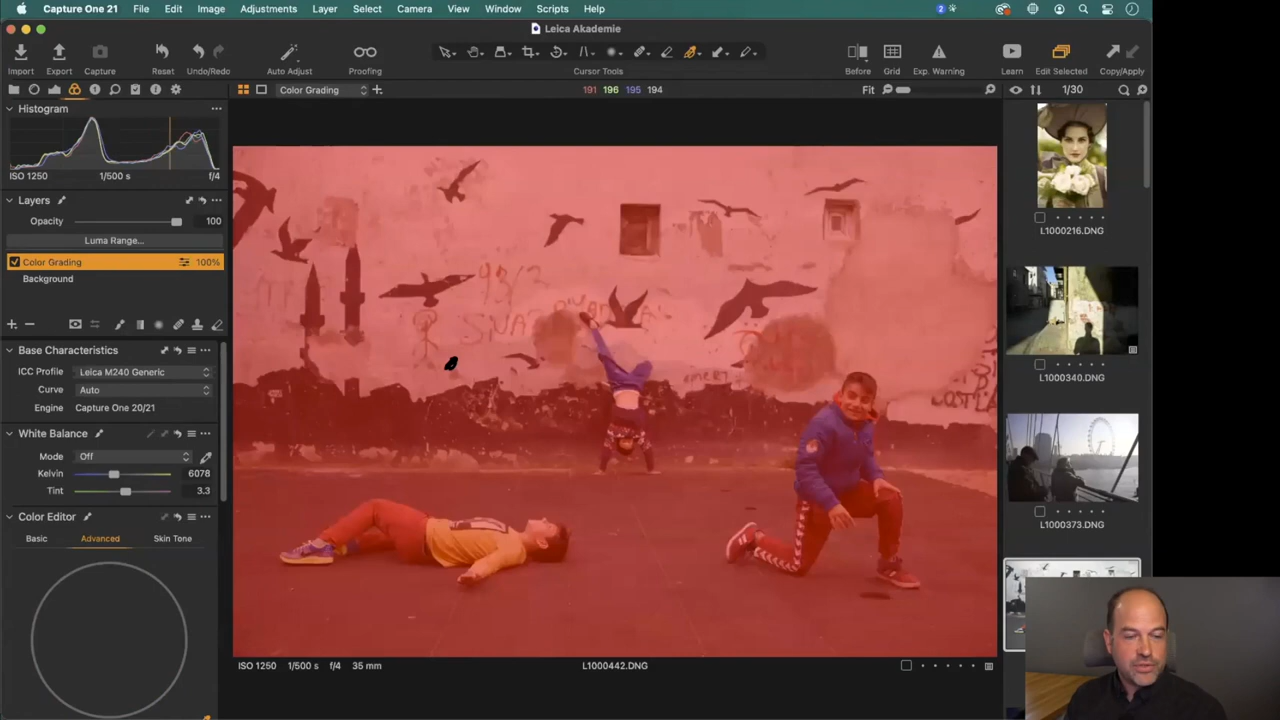 Capture One 21 File Edit Image Adjustments Layer Select Camera View Window Scripts Help 2
Leica Akademie
Import Export Capture Reset Undo/Redo Auto Adjust Proofing Cursor Tools Before Grid Exp. Warning Learn Edit Selected Copy/Apply
Color Grading 191 196 195 194 Fit 1/30
Histogram
ISO 1250 1/500 s f/4
Layers
Opacity 100
Luma Range...
Color Grading 100%
Background
Base Characteristics
ICC Profile Leica M240 Generic
Curve Auto
Engine Capture One 20/21
White Balance
Mode Off
Kelvin 6078
Tint 3.3
Color Editor
Basic Advanced Skin Tone
93/2
ISO 1250 1/500 s f/4 35 mm L1000442.DNG
L1000216.DNG
L1000340.DNG
L1000373.DNG